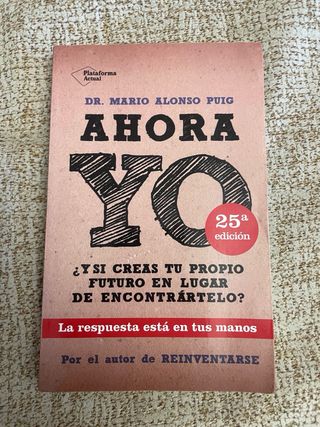 Plataforma
Actual
DR. MARIO ALONSO PUIG
AHORA
YO
25ª
edición
¿Y SI CREAS TU PROPIO
FUTURO EN LUGAR
DE ENCONTRÁRTELO?
La respuesta está en tus manos
Por el autor de REINVENTARSE